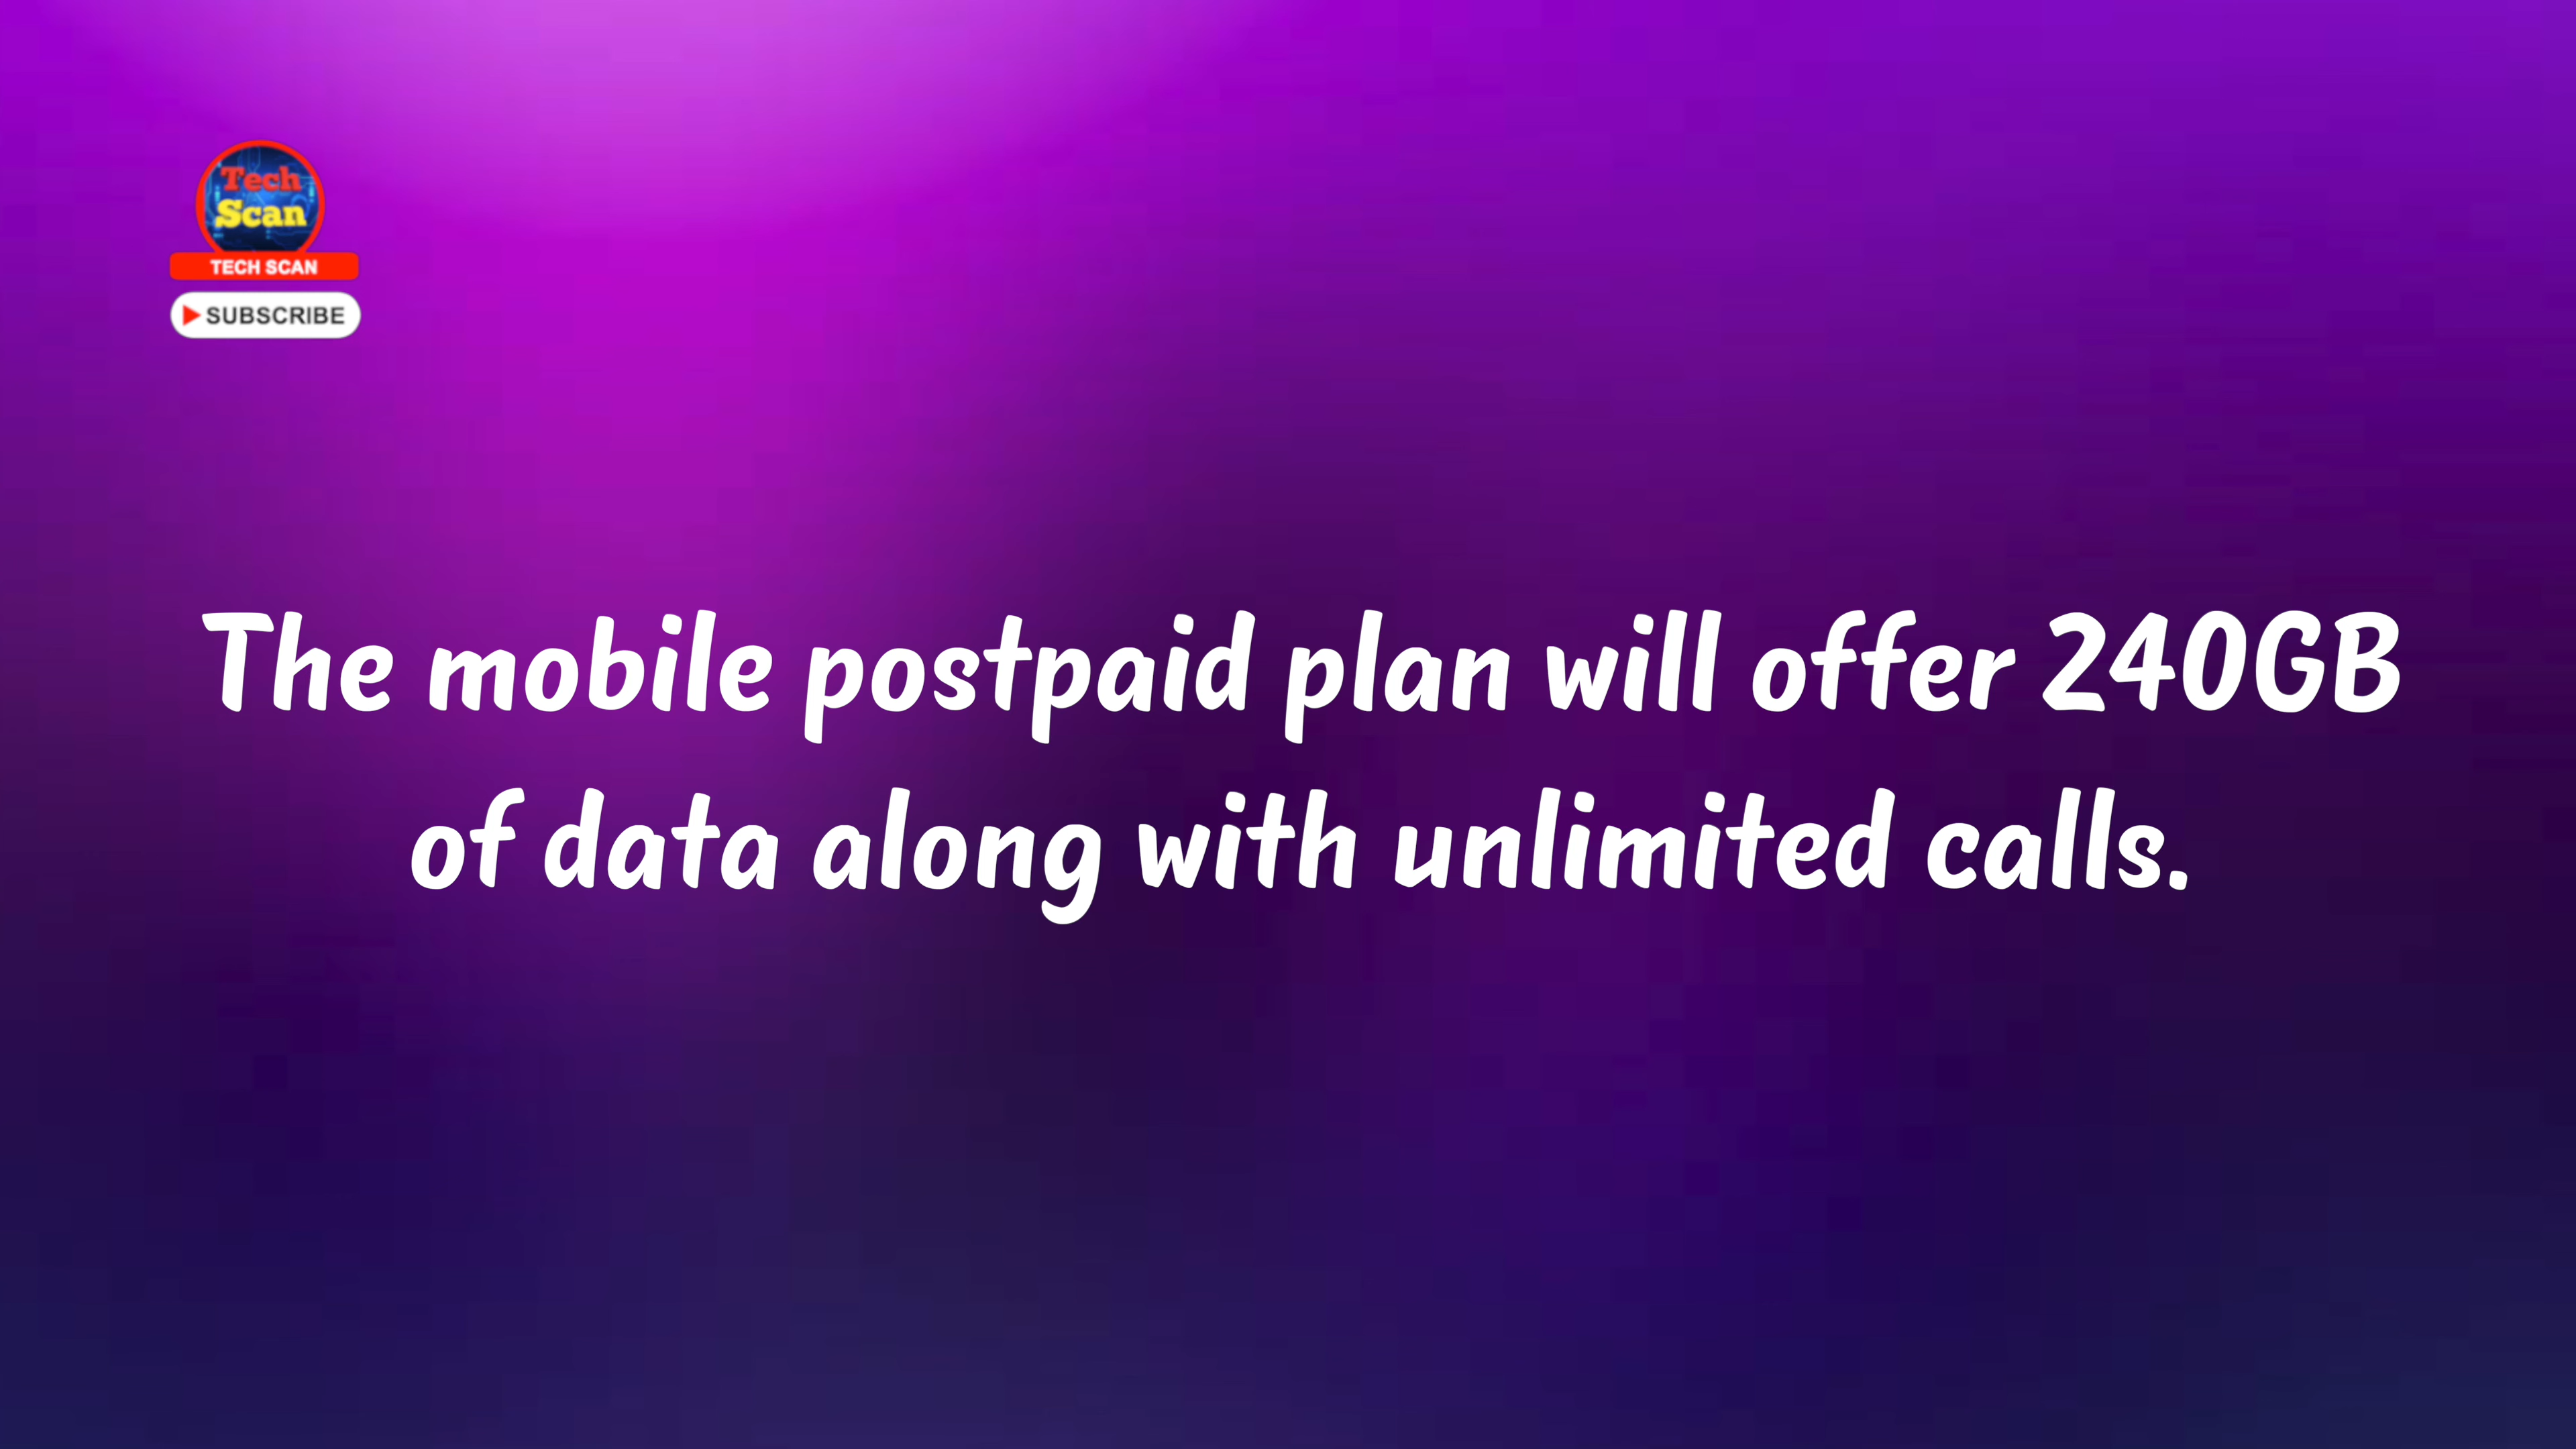 Tech
Scan
TECH SCAN
SUBSCRIBE
The mobile postpaid plan will offer 240GB
of data along with unlimited calls.